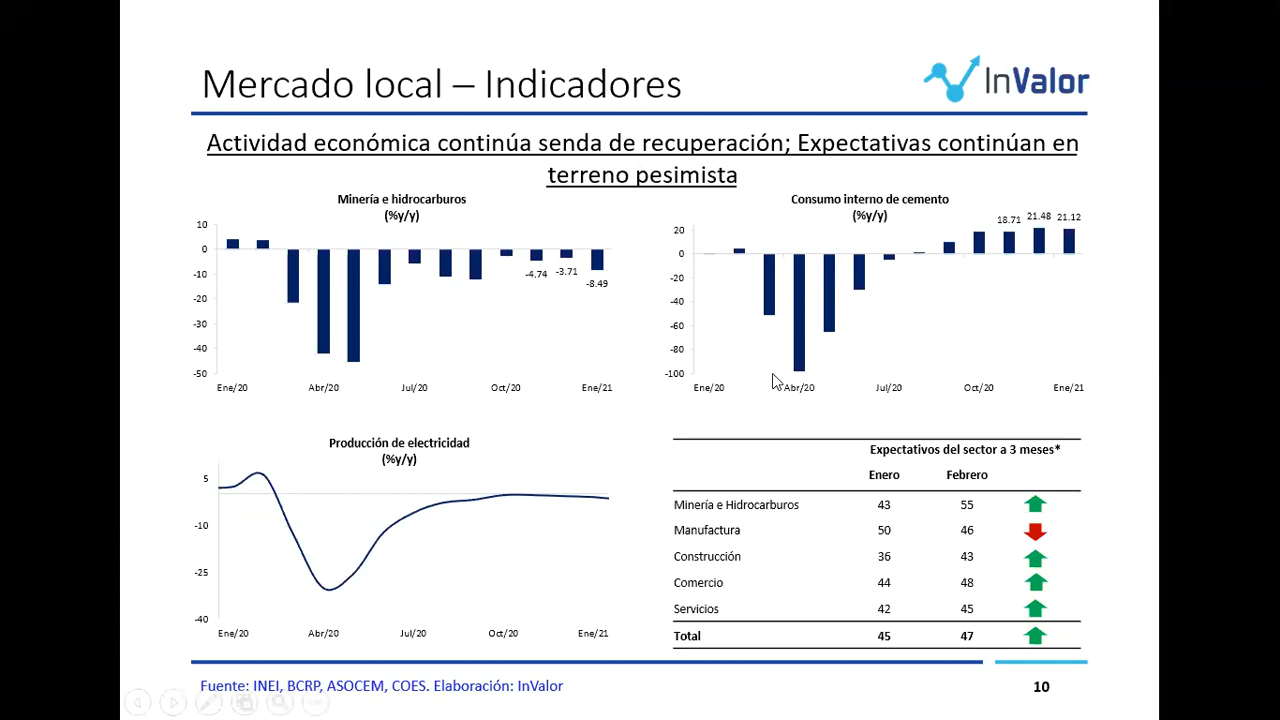 Mercado local – Indicadores
InValor
Actividad económica continúa senda de recuperación; Expectativas continúan en
terreno pesimista
Minería e hidrocarburos
(%y/y)
10
0
-10
-20
-30
-40
-50
-4.74
-3.71
-8.49
Ene/20
Abr/20
Jul/20
Oct/20
Ene/21
Consumo interno de cemento
(%y/y)
20
0
-20
-40
-60
-80
-100
18.71
21.48
21.12
Ene/20
Abr/20
Jul/20
Oct/20
Ene/21
Producción de electricidad
(%y/y)
5
-10
-25
-40
Ene/20
Abr/20
Jul/20
Oct/20
Ene/21
Expectativos del sector a 3 meses*
Enero Febrero
Minería e Hidrocarburos 43 55
Manufactura 50 46
Construcción 36 43
Comercio 44 48
Servicios 42 45
Total 45 47
Fuente: INEI, BCRP, ASOCEM, COES. Elaboración: InValor
10